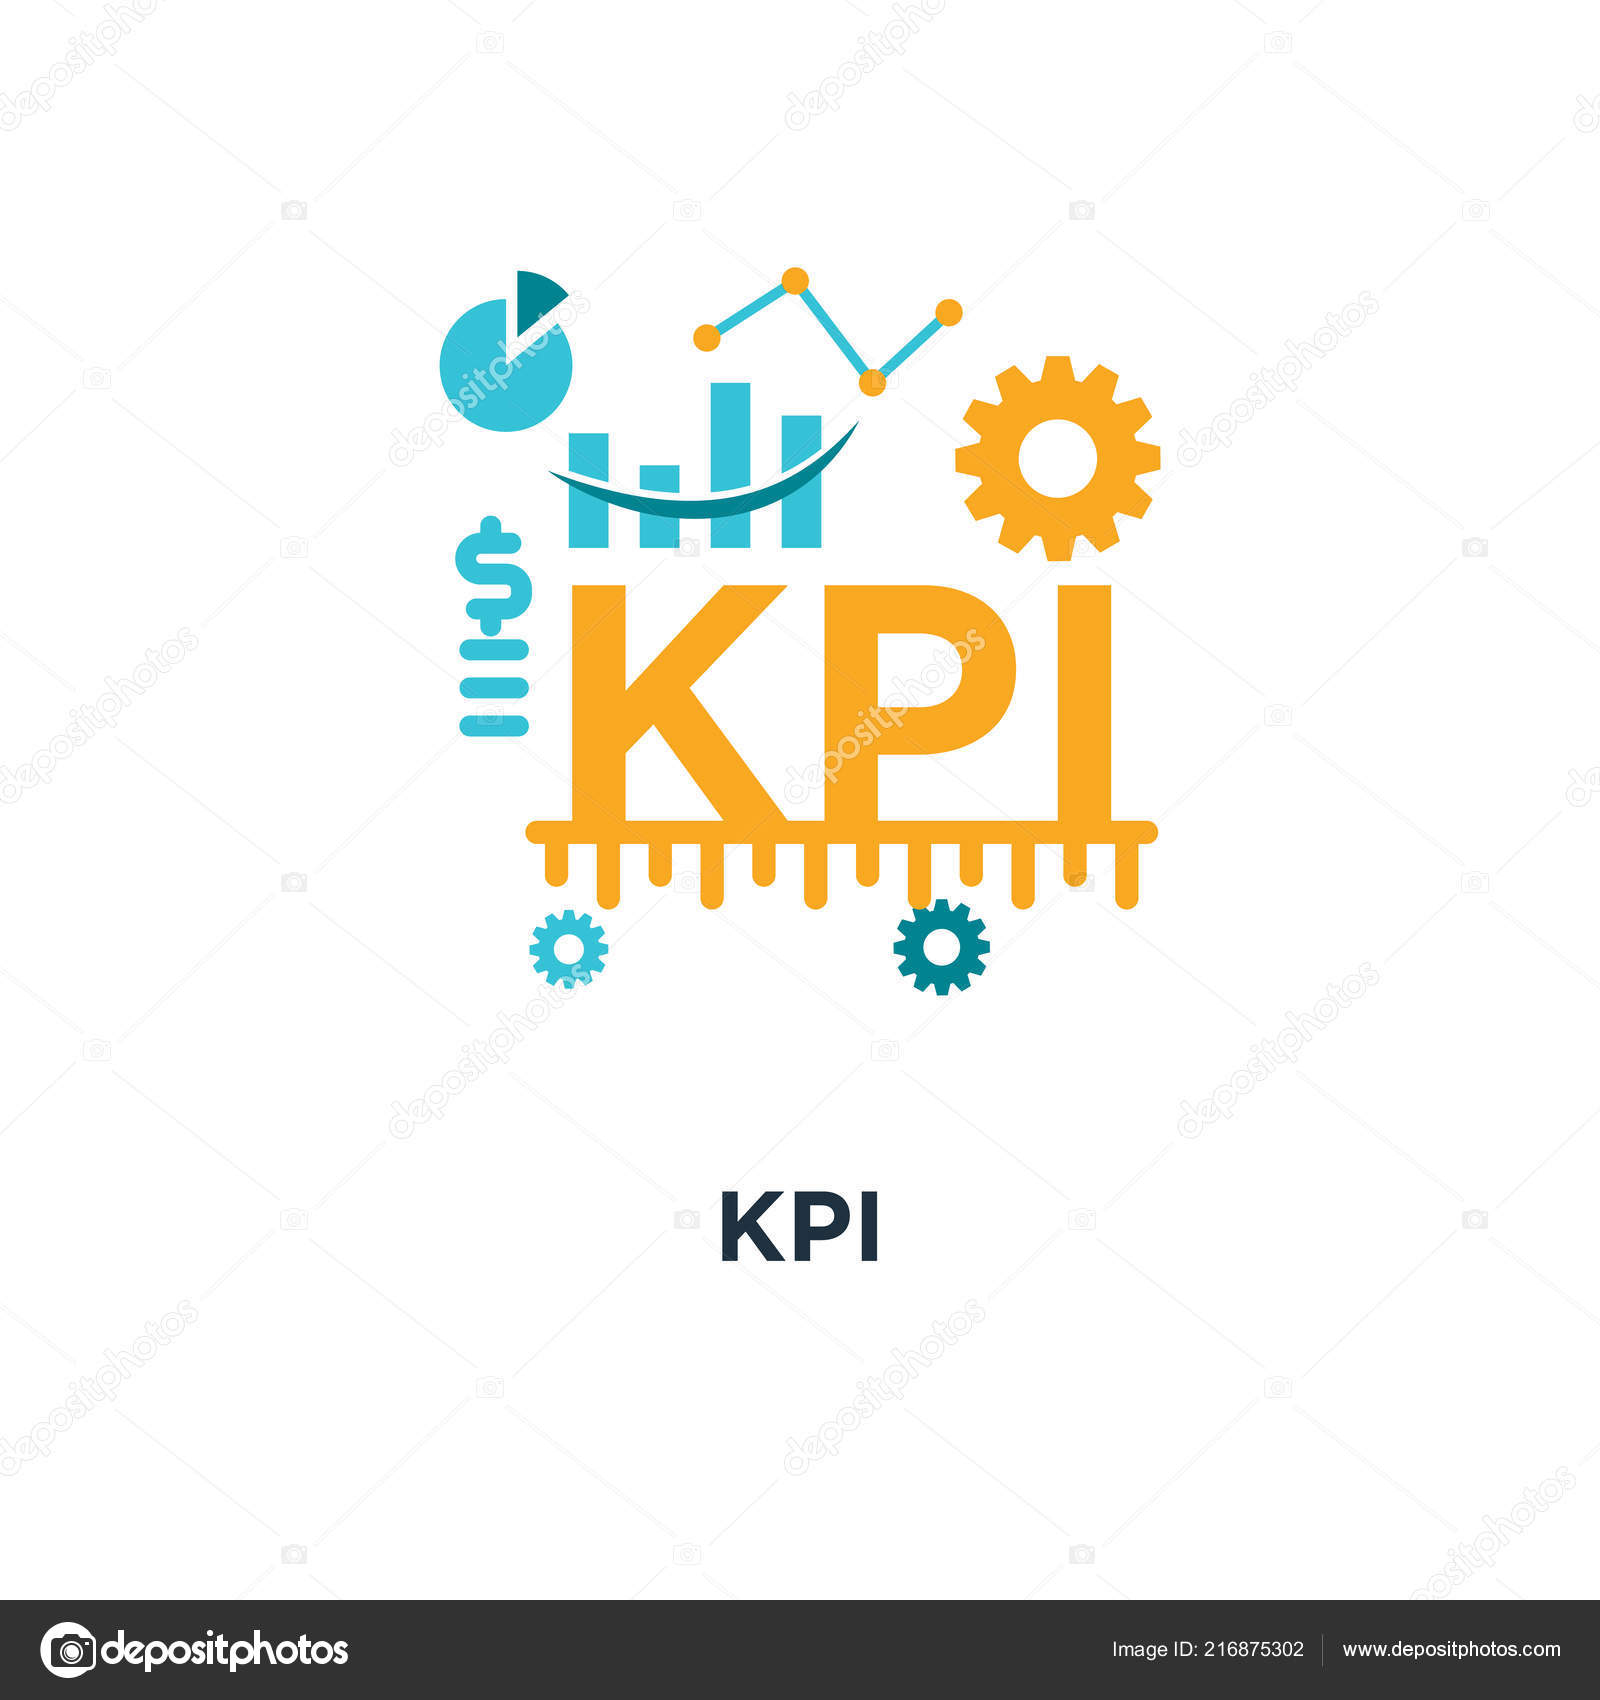 $
KPI
KPI
depositphotos
Image ID: 216875302
www.depositphotos.com